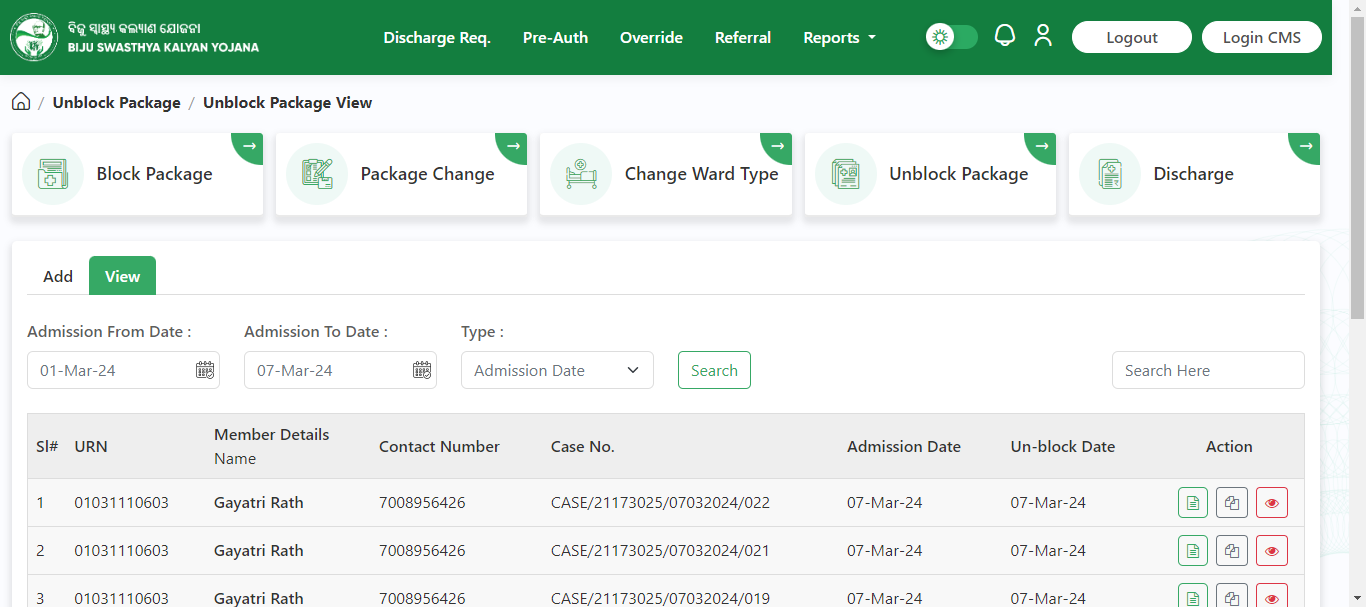 ବିଜୁ ସ୍ୱାସ୍ଥ୍ୟ କଲ୍ୟାଣ ଯୋଜନା
BIJU SWASTHYA KALYAN YOJANA
Discharge Req. Pre-Auth Override Referral Reports Logout Login CMS
/ Unblock Package / Unblock Package View
Block Package Package Change Change Ward Type Unblock Package Discharge
Add View
Admission From Date : Admission To Date : Type :
01-Mar-24 07-Mar-24 Admission Date Search Search Here
Sl# URN Member Details Name Contact Number Case No. Admission Date Un-block Date Action
1 01031110603 Gayatri Rath 7008956426 CASE/21173025/07032024/022 07-Mar-24 07-Mar-24
2 01031110603 Gayatri Rath 7008956426 CASE/21173025/07032024/021 07-Mar-24 07-Mar-24
3 01031110603 Gayatri Rath 7008956426 CASE/21173025/07032024/019 07-Mar-24 07-Mar-24